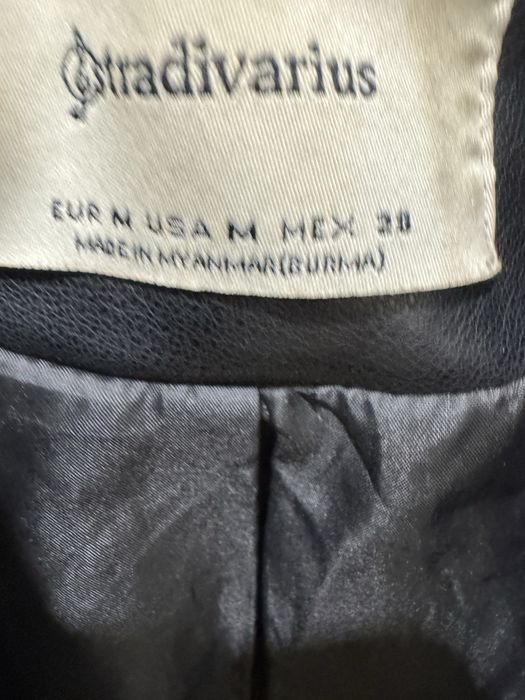 Stradivarius
EUR M USA M MEX 28
MADE IN MYANMAR(BURMA)